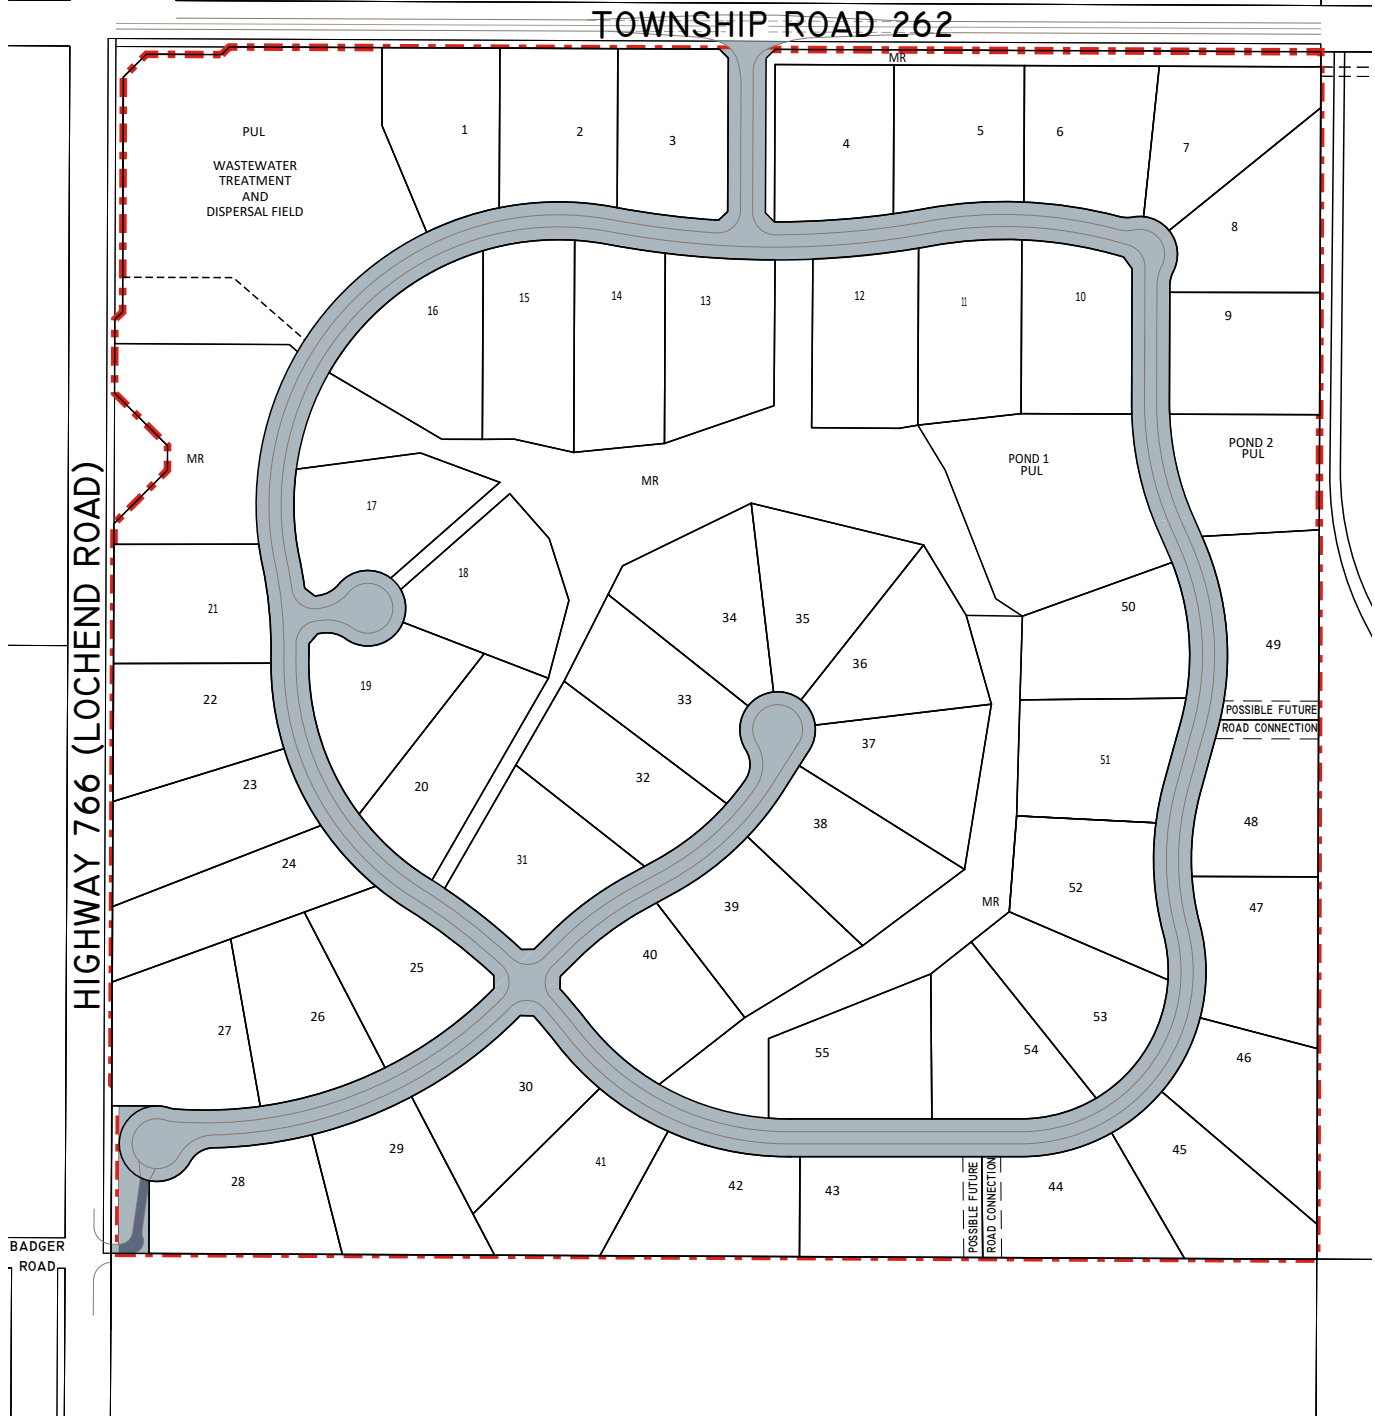 TOWNSHIP ROAD 262
MR
PUL
WASTEWATER
TREATMENT
AND
DISPERSAL FIELD
1
2
3
4
5
6
7
8
9
10
11
12
13
14
15
16
MR
MR
POND 1
PUL
POND 2
PUL
17
18
19
20
21
22
23
24
25
26
27
28
29
30
31
32
33
34
35
36
37
38
39
40
41
42
43
44
45
46
47
48
49
50
51
52
53
54
55
MR
POSSIBLE FUTURE
ROAD CONNECTION
POSSIBLE FUTURE
ROAD CONNECTION
HIGHWAY 766 (LOCHEND ROAD)
BADGER
ROAD